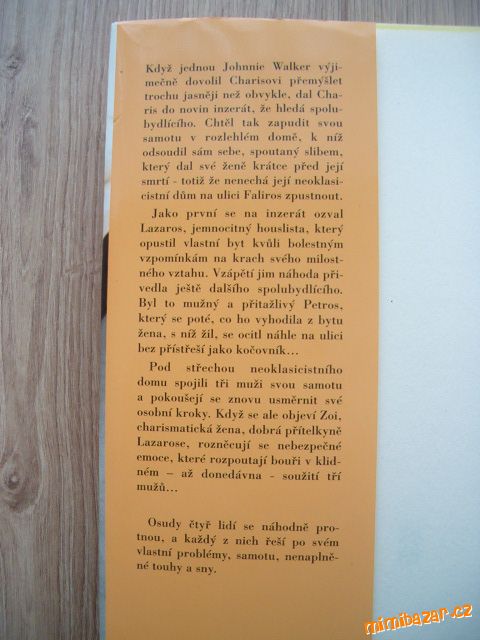 Když jednou Johnnie Walker výji-
mečně dovolil Charisovi přemýšlet
trochu jasněji než obvykle, dal Cha-
ris do novin inzerát, že hledá spolu-
bydlícího. Chtěl tak zapudit svou
samotu v rozlehlém domě, k níž
odsoudil sám sebe, spoutaný slibem,
který dal své ženě krátce před její
smrtí - totiž že nenechá její neoklasi-
cistní dům na ulici Faliros zpustnout.
Jako první se na inzerát ozval
Lazaros, jemnocitný houslista, který
opustil vlastní byt kvůli bolestným
vzpomínkám na krach svého milost-
ného vztahu. Vzápětí jim náhoda při-
vedla ještě dalšího spolubydlícího.
Byl to mužný a přitažlivý Petros,
který se poté, co ho vyhodila z bytu
žena, s níž žil, se ocitl náhle na ulici
bez přístřeší jako kočovník...
Pod střechou neoklasicistního
domu spojili tři muži svou samotu
a pokoušejí se znovu usměrnit své
osobní kroky. Když se ale objeví Zoi,
charismatická žena, dobrá přítelkyně
Lazarose, rozněcují se nebezpečné
emoce, které rozpoutají bouři v klid-
ném – až donedávna - soužití tří
mužů...
Osudy čtyř lidí se náhodně pro-
tnou, a každý z nich řeší po svém
vlastní problémy, samotu, nenaplně-
né touhy a sny.
mimibazar.cz